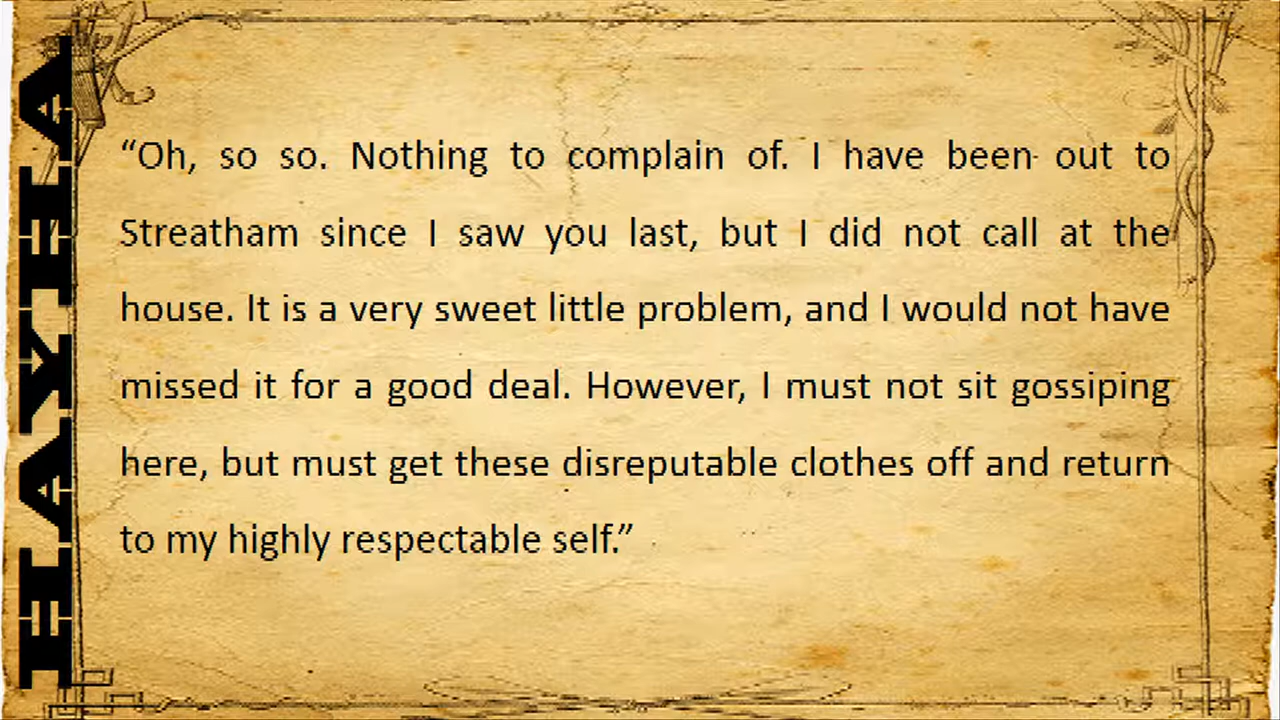 HAYHA
“Oh, so so. Nothing to complain of. I have been out to
Streatham since I saw you last, but I did not call at the
house. It is a very sweet little problem, and I would not have
missed it for a good deal. However, I must not sit gossiping
here, but must get these disreputable clothes off and return
to my highly respectable self.”